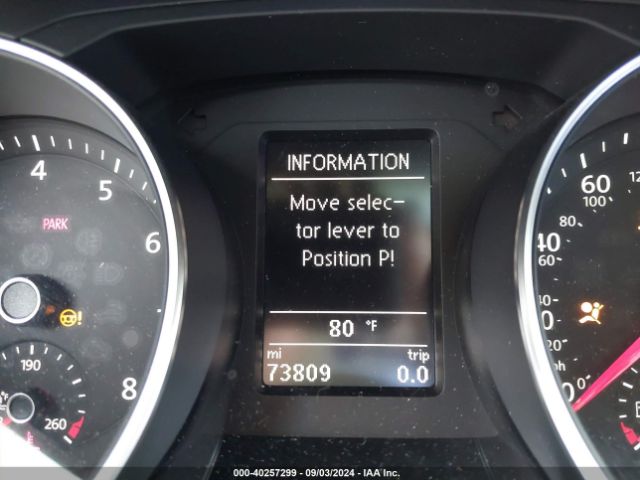 INFORMATION
Move selec-
tor lever to
Position P!
80 °F
mi trip
73809 0.0
4
5
6
8
PARK
190
260
60
100
80
40
000-40257299 - 09/03/2024 - IAA Inc.